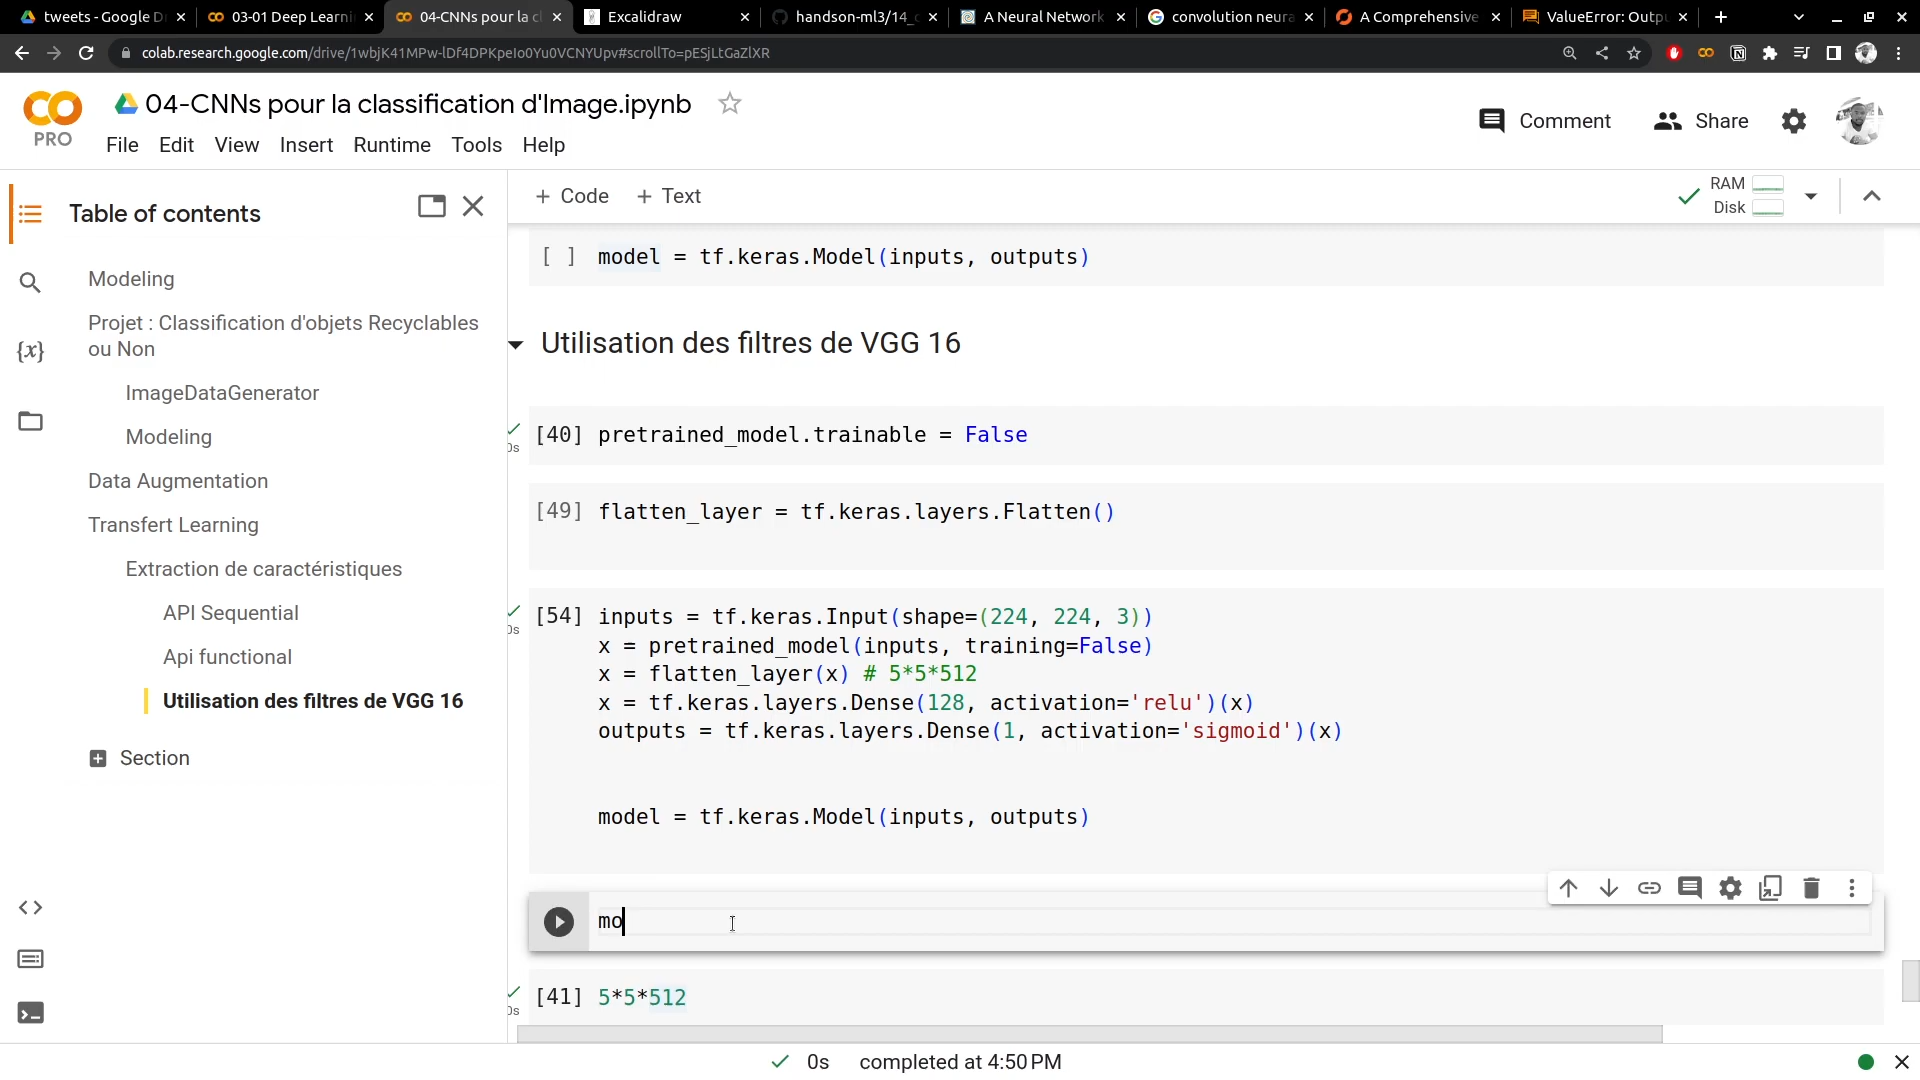 tweets - Google D
03-01 Deep Learni
04-CNNs pour la c
Excalidraw
handson-ml3/14_
A Neural Network
convolution neura
A Comprehensive
ValueError: Outpu
colab.research.google.com/drive/1wbjK41MPw-lDf4DPKpeIo0Yu0VCNYUpv#scrollTo=pESjLtGaZlXR
PRO
04-CNNs pour la classification d'Image.ipynb
Comment
Share
File Edit View Insert Runtime Tools Help
Table of contents
+ Code + Text
RAM
Disk
Modeling
Projet : Classification d'objets Recyclables
ou Non
ImageDataGenerator
Modeling
Data Augmentation
Transfert Learning
Extraction de caractéristiques
API Sequential
Api functional
Utilisation des filtres de VGG 16
Section
{x}
[ ] model = tf.keras.Model(inputs, outputs)
Utilisation des filtres de VGG 16
[40] pretrained_model.trainable = False
0s
[49] flatten_layer = tf.keras.layers.Flatten()
[54] inputs = tf.keras.Input(shape=(224, 224, 3))
0s
x = pretrained_model(inputs, training=False)
x = flatten_layer(x) # 5*5*512
x = tf.keras.layers.Dense(128, activation='relu')(x)
outputs = tf.keras.layers.Dense(1, activation='sigmoid')(x)
model = tf.keras.Model(inputs, outputs)
mo
[41] 5*5*512
0s
0s completed at 4:50 PM